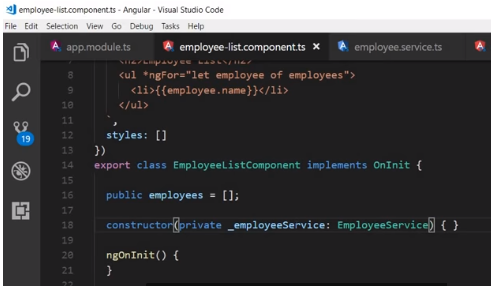 employee-list.component.ts - Angular - Visual Studio Code
File Edit Selection View Go Debug Tasks Help
app.module.ts employee-list.component.ts × employee.service.ts
<h2>Employee List</h2>
8 <ul *ngFor="let employee of employees">
9 <li>{{employee.name}}</li>
10 </ul>
11 `,
12 styles: []
13 })
14 export class EmployeeListComponent implements OnInit {
15
16 public employees = [];
17
18 constructor(private _employeeService: EmployeeService) { }
19
20 ngOnInit() {
21 }
22
19